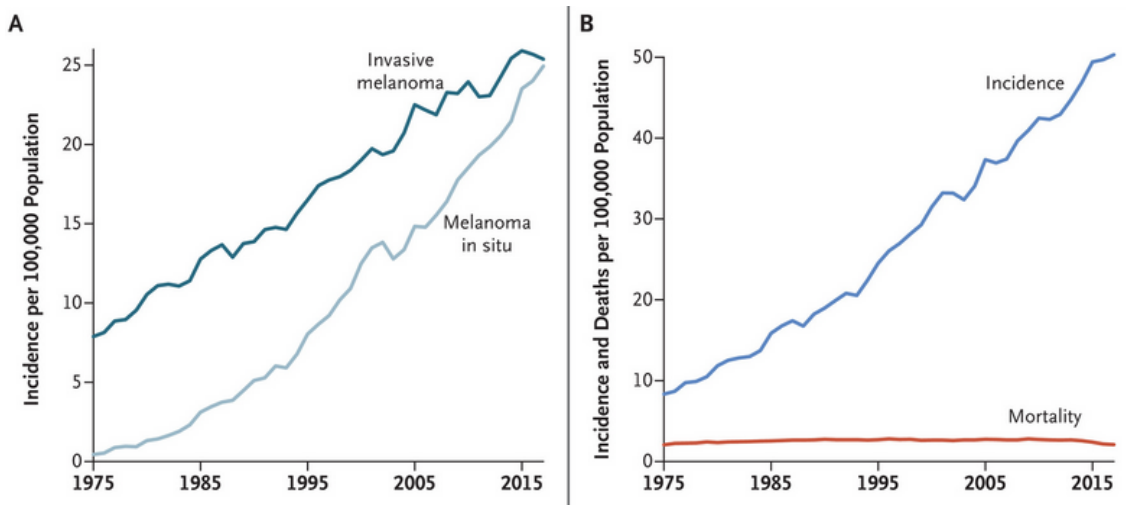 A
Incidence per 100,000 Population
25
20
15
10
5
0
Invasive
melanoma
Melanoma
in situ
1975
1985
1995
2005
2015
B
Incidence and Deaths per 100,000 Population
50
40
30
20
10
0
Incidence
Mortality
1975
1985
1995
2005
2015